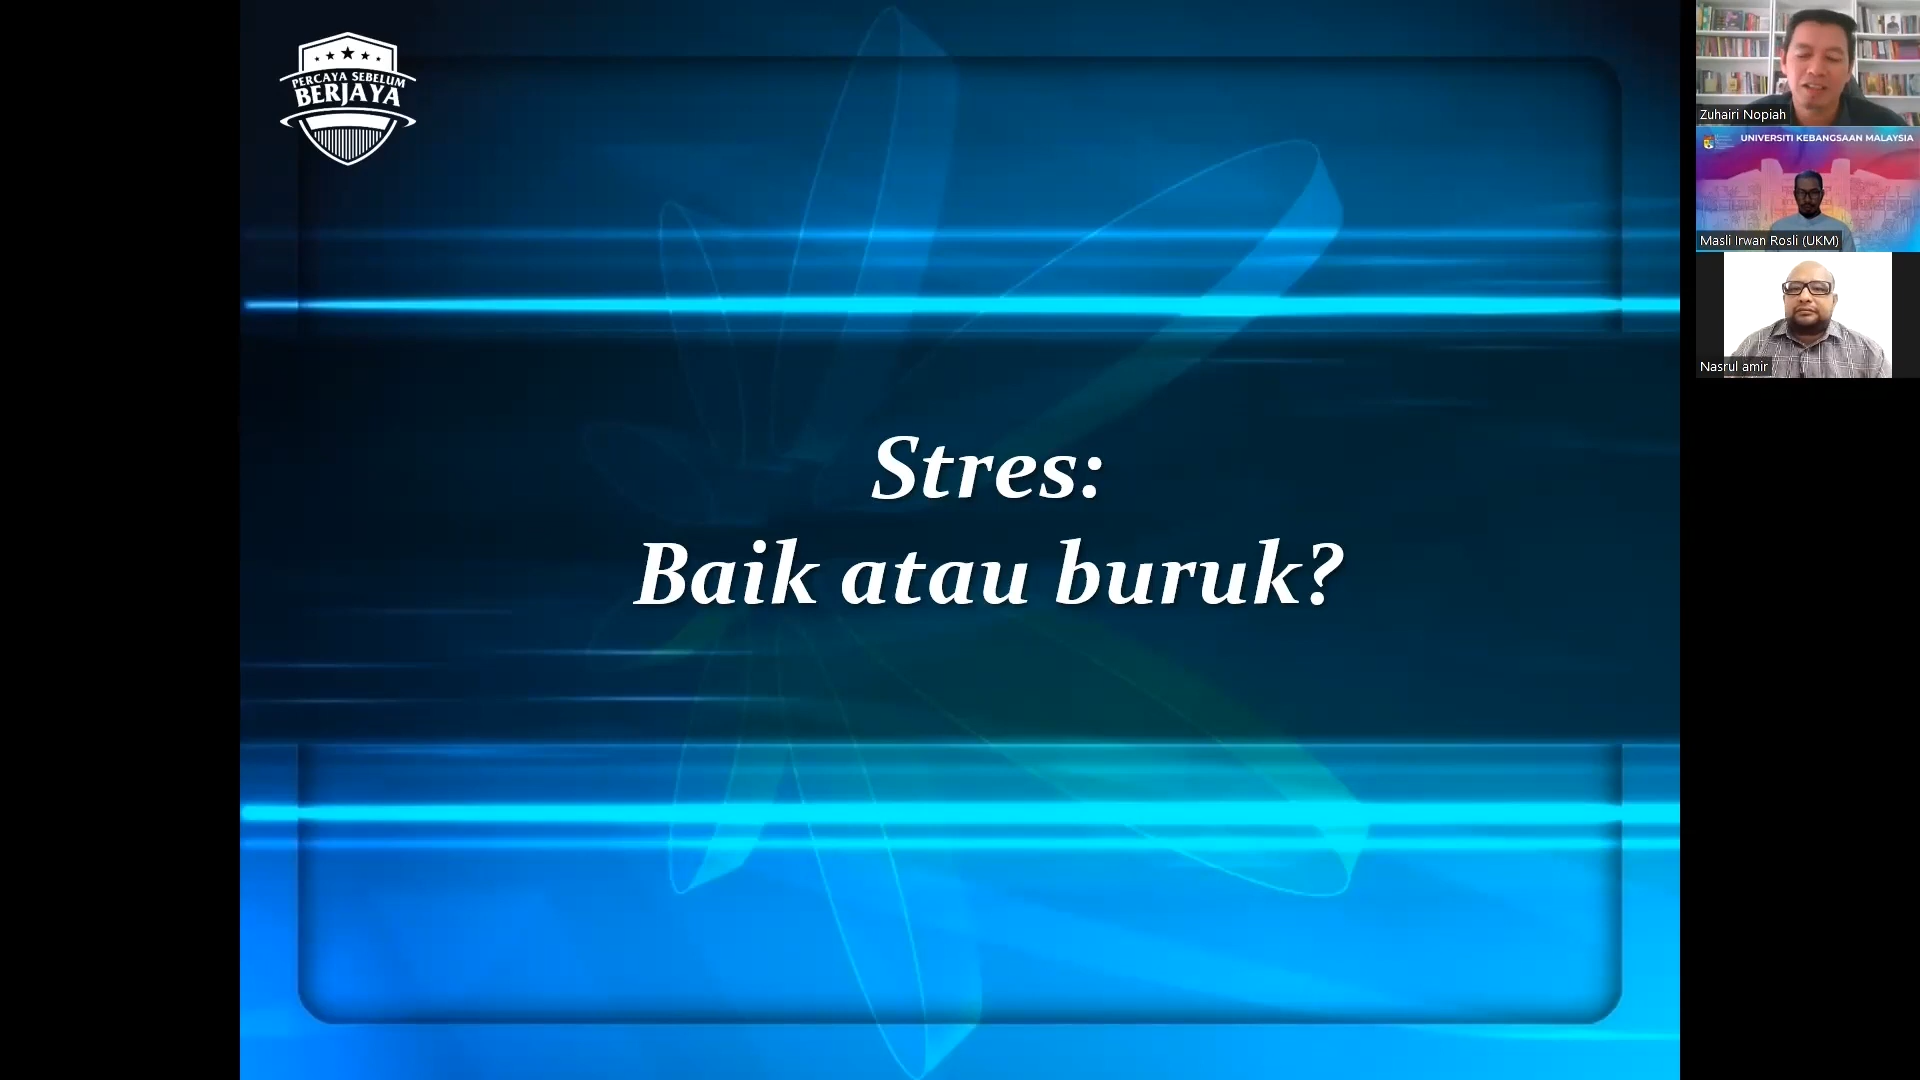 PERCAYA SEBELUM
BERJAYA
Stres:
Baik atau buruk?
Zuhairi Nopiah
UNIVERSITI KEBANGSAAN MALAYSIA
Masli Irwan Rosli (UKM)
Nasrul amir